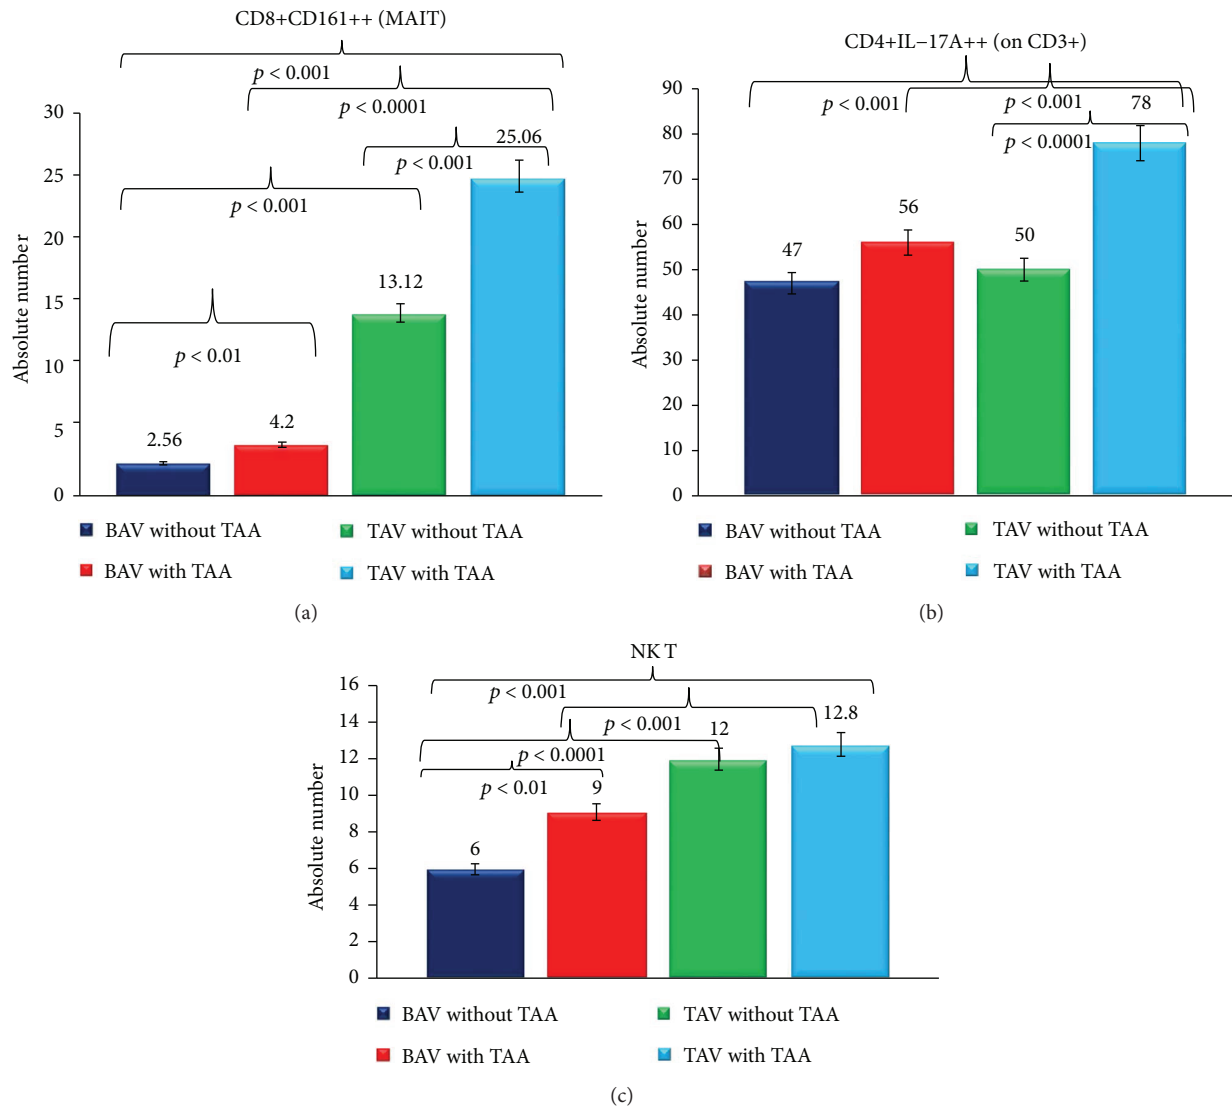 (a)
CD8+CD161++ (MAIT)
p < 0.001
p < 0.0001
p < 0.001
p < 0.001
p < 0.01
30
25
20
15
10
5
0
Absolute number
2.56
4.2
13.12
25.06
BAV without TAA
TAV without TAA
BAV with TAA
TAV with TAA
(a)
(b)
CD4+IL−17A++ (on CD3+)
p < 0.001
p < 0.001
p < 0.0001
90
80
70
60
50
40
30
20
10
0
Absolute number
47
56
50
78
BAV without TAA
TAV without TAA
BAV with TAA
TAV with TAA
(b)
NK T
p < 0.001
p < 0.001
p < 0.0001
p < 0.01
16
14
12
10
8
6
4
2
0
Absolute number
6
9
12
12.8
BAV without TAA
TAV without TAA
BAV with TAA
TAV with TAA
(c)